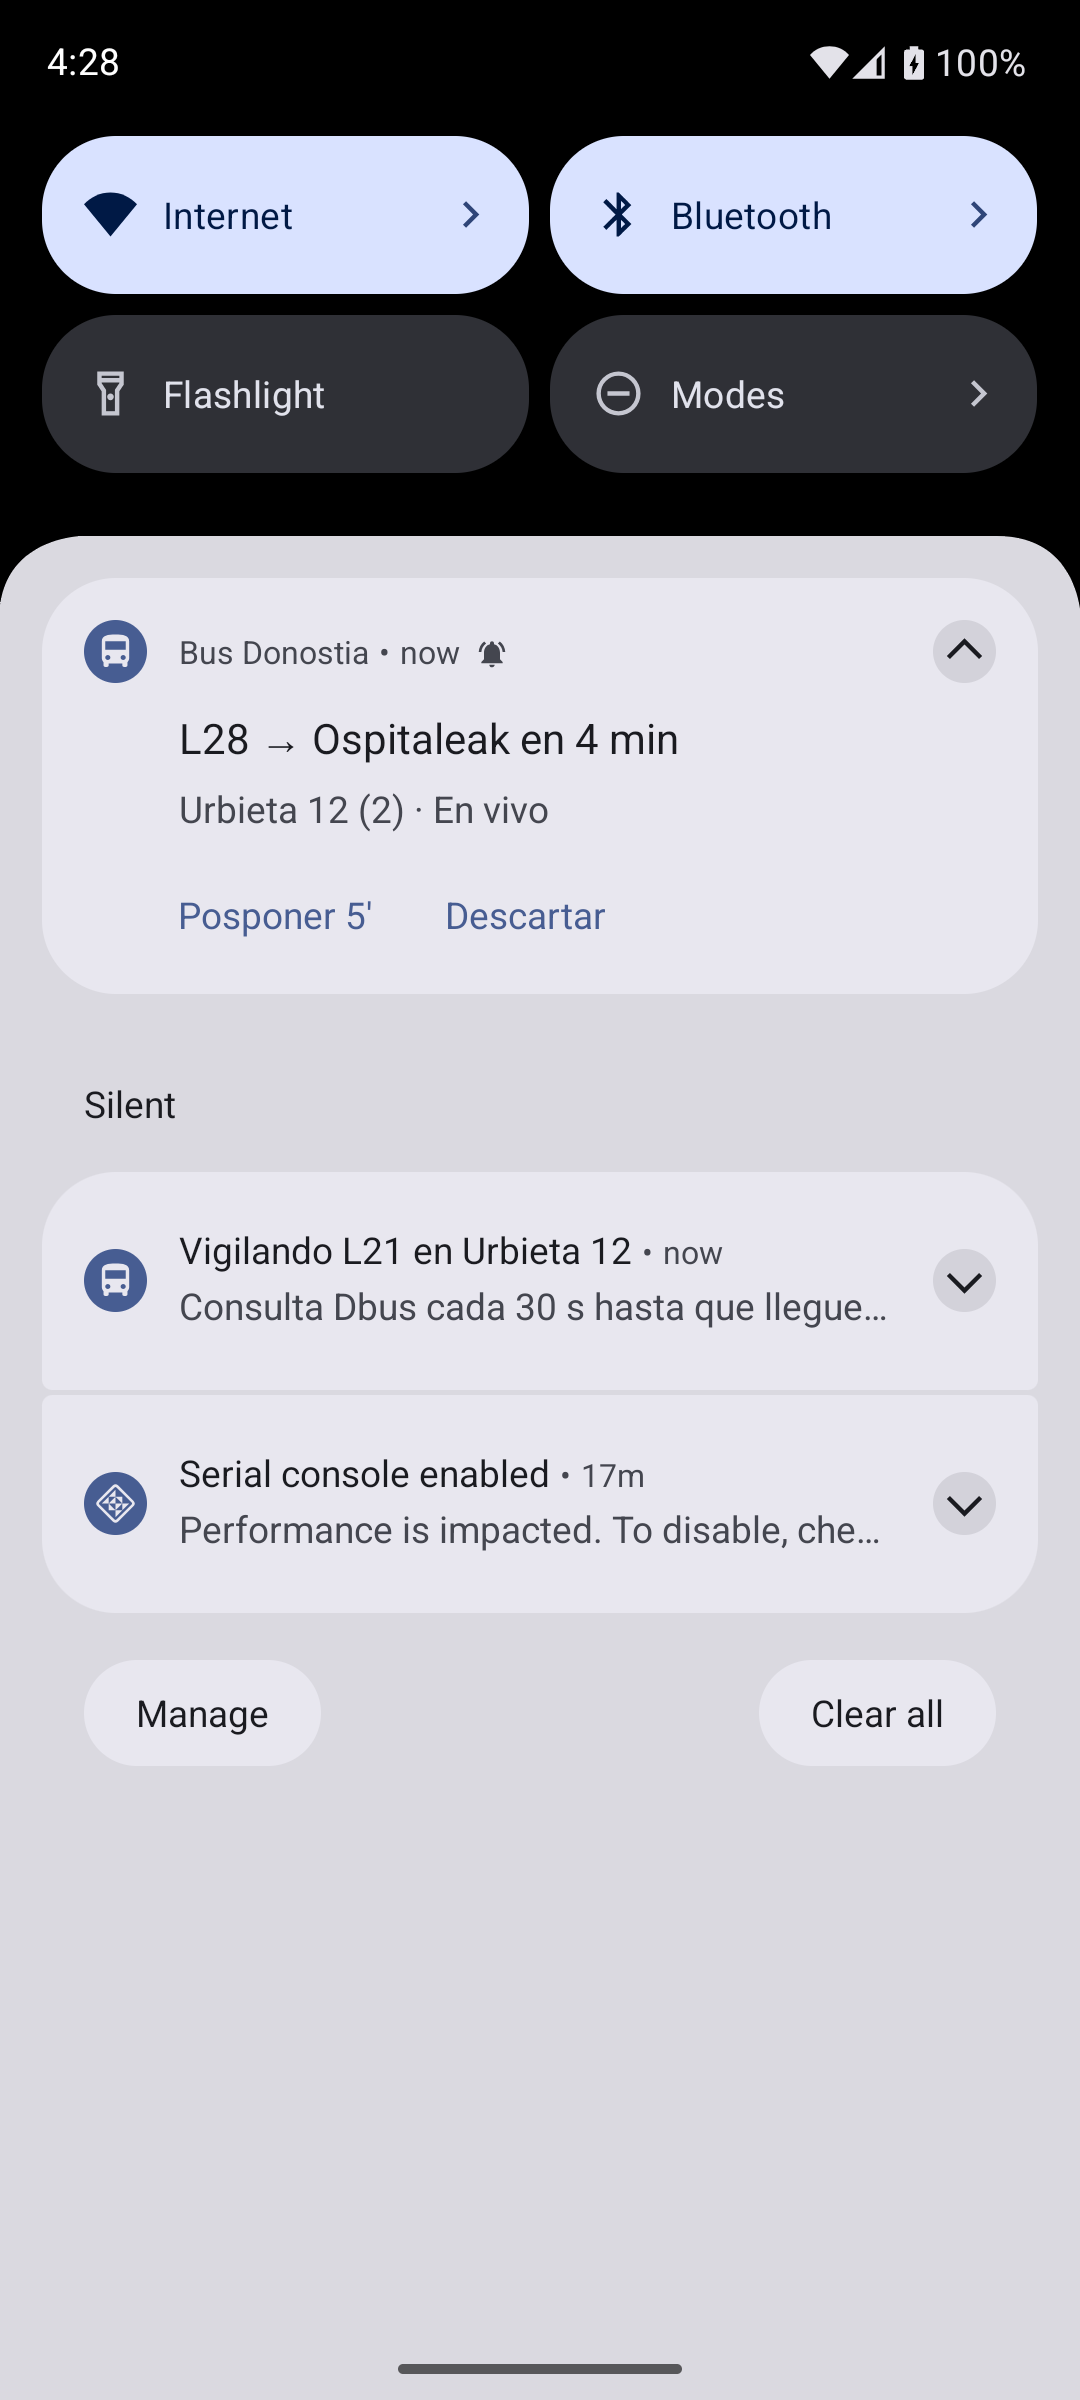 4:28
100%
Internet
Bluetooth
Flashlight
Modes
Bus Donostia • now
L28 → Ospitaleak en 4 min
Urbieta 12 (2) · En vivo
Posponer 5' Descartar
Silent
Vigilando L21 en Urbieta 12 • now
Consulta Dbus cada 30 s hasta que llegue…
Serial console enabled • 17m
Performance is impacted. To disable, che…
Manage
Clear all